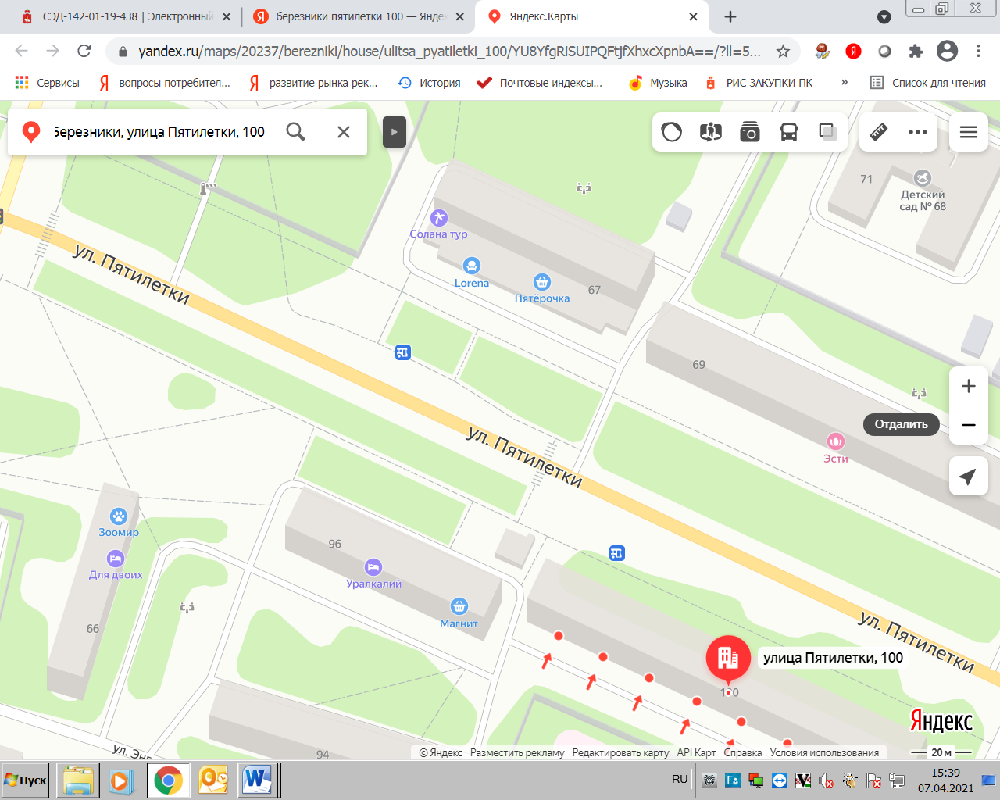 СЭД-142-01-19-438 | Электронный
березники пятилетки 100 — Яндек
Яндекс.Карты
yandex.ru/maps/20237/berezniki/house/ulitsa_pyatiletki_100/YU8YfgRiSUIPQFtjfXhxcXpnbA==/?ll=5...
Сервисы
вопросы потребител...
развитие рынка рек...
История
Почтовые индексы...
Музыка
РИС ЗАКУПКИ ПК
»
Список для чтения
Березники, улица Пятилетки, 100
71
Детский
сад № 68
Солана тур
Lorena
Пятёрочка
67
ул. Пятилетки
69
Отдалить
Эсти
ул. Пятилетки
Зоомир
Для двоих
96
Уралкалий
Магнит
66
ул. Пятилетки
улица Пятилетки, 100
100
94
ул. Энг
Яндекс
© Яндекс
Разместить рекламу
Редактировать карту
API Карт
Справка
Условия использования
20 м
Пуск
RU
15:39
07.04.2021